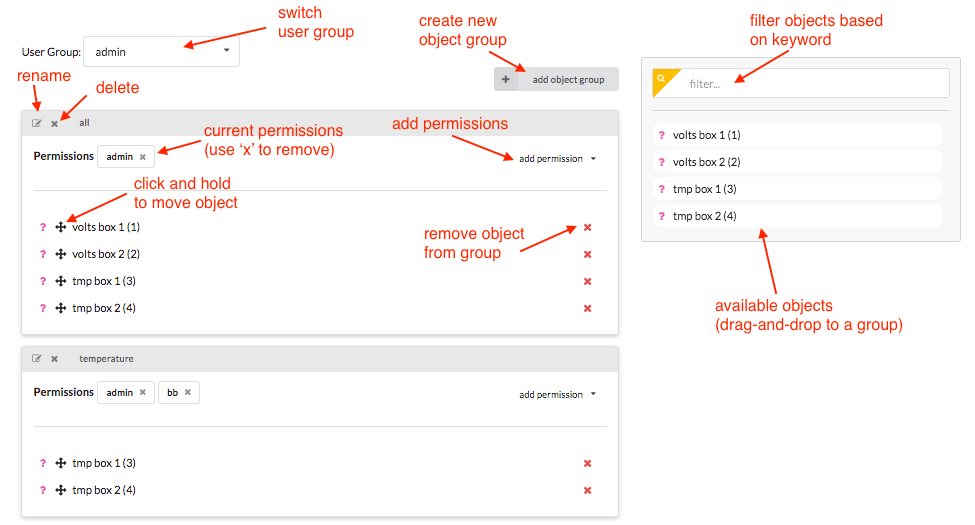 switch
user group
create new
object group
filter objects based
on keyword
User Group:
admin
rename
delete
+ add object group
filter...
all
current permissions
(use ‘x’ to remove)
add permissions
Permissions
admin ×
add permission
click and hold
to move object
? volts box 1 (1)
? volts box 2 (2)
? tmp box 1 (3)
? tmp box 2 (4)
remove object
from group
? volts box 1 (1)
? volts box 2 (2)
? tmp box 1 (3)
? tmp box 2 (4)
available objects
(drag-and-drop to a group)
temperature
Permissions
admin ×
bb ×
add permission
? tmp box 1 (3)
? tmp box 2 (4)